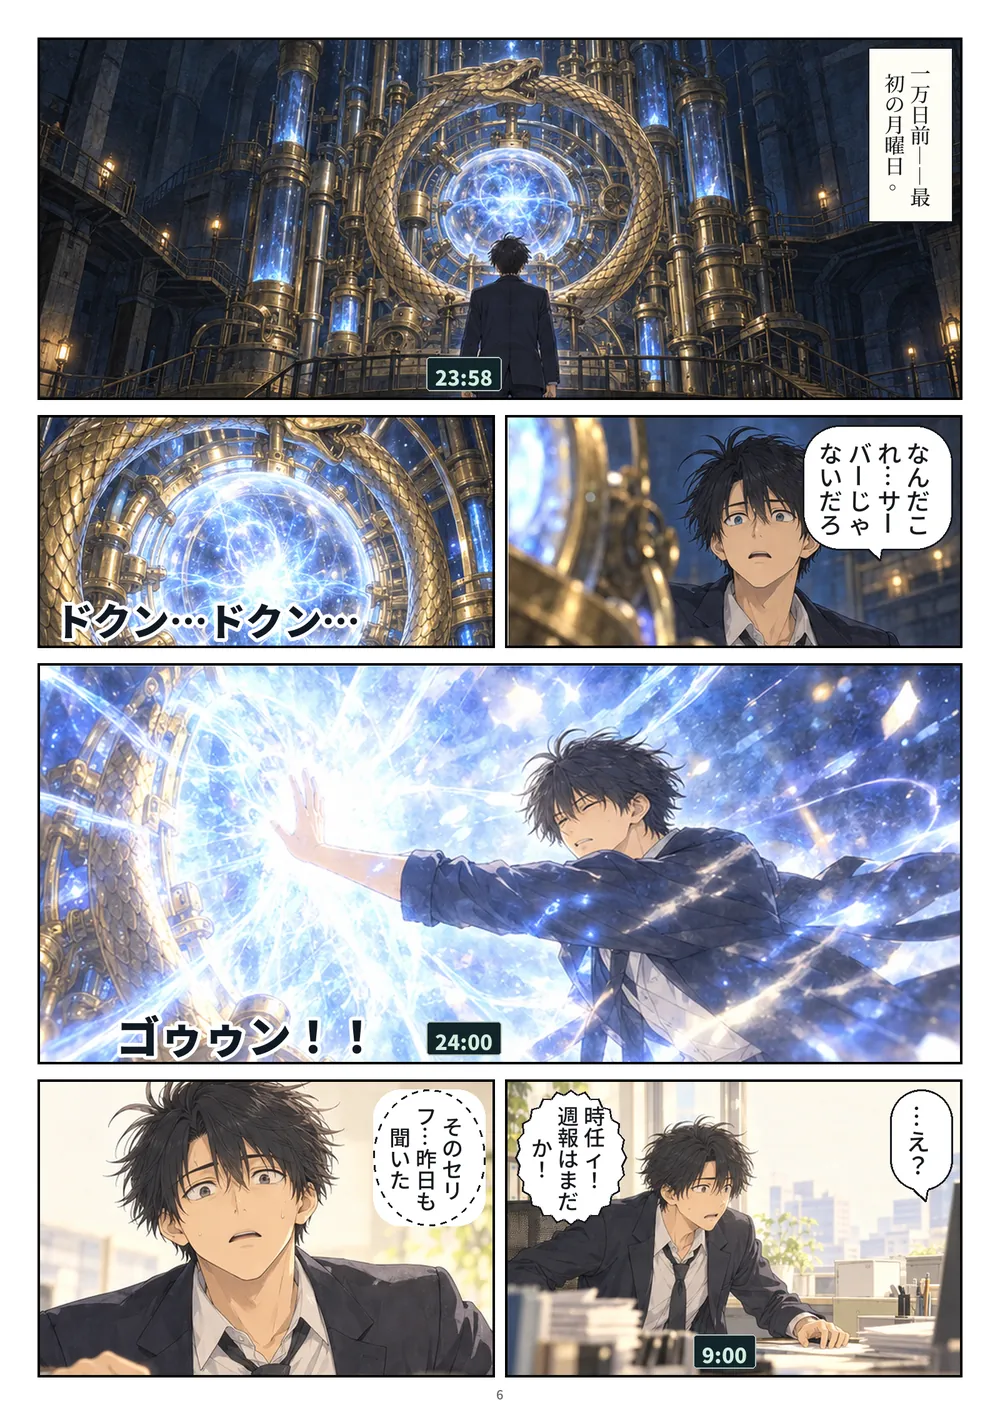 一万日前――最
初の月曜日。
23:58
なんだこ
れ…サー
バーじゃ
ないだろ
ドクン…ドクン…
ゴゥゥン！！
24:00
…え？
時任ィ！
週報はまだ
か！
9:00
そのセリ
フ…昨日も
聞いた
6